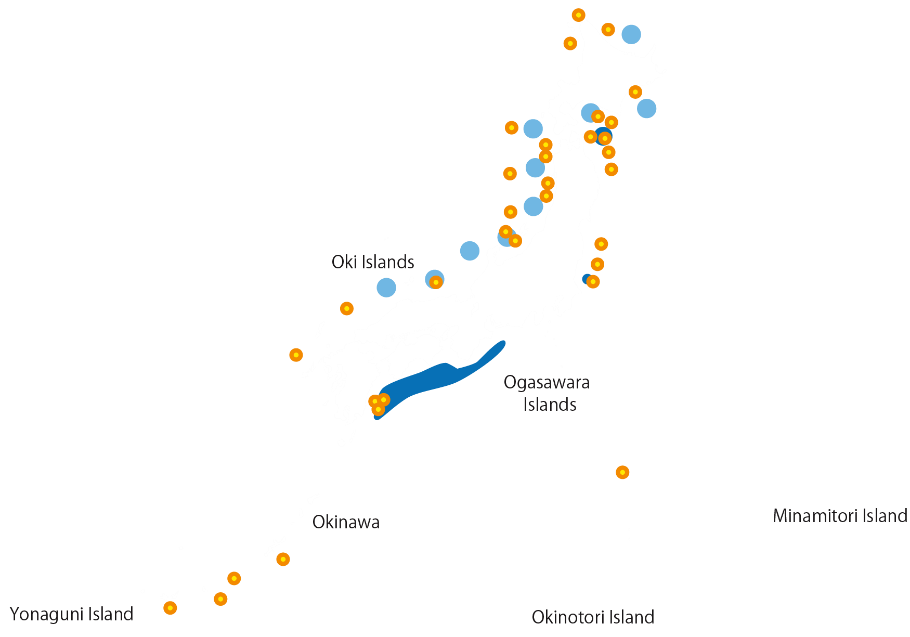 Oki Islands
Ogasawara
Islands
Minamitori Island
Okinawa
Yonaguni Island
Okinotori Island